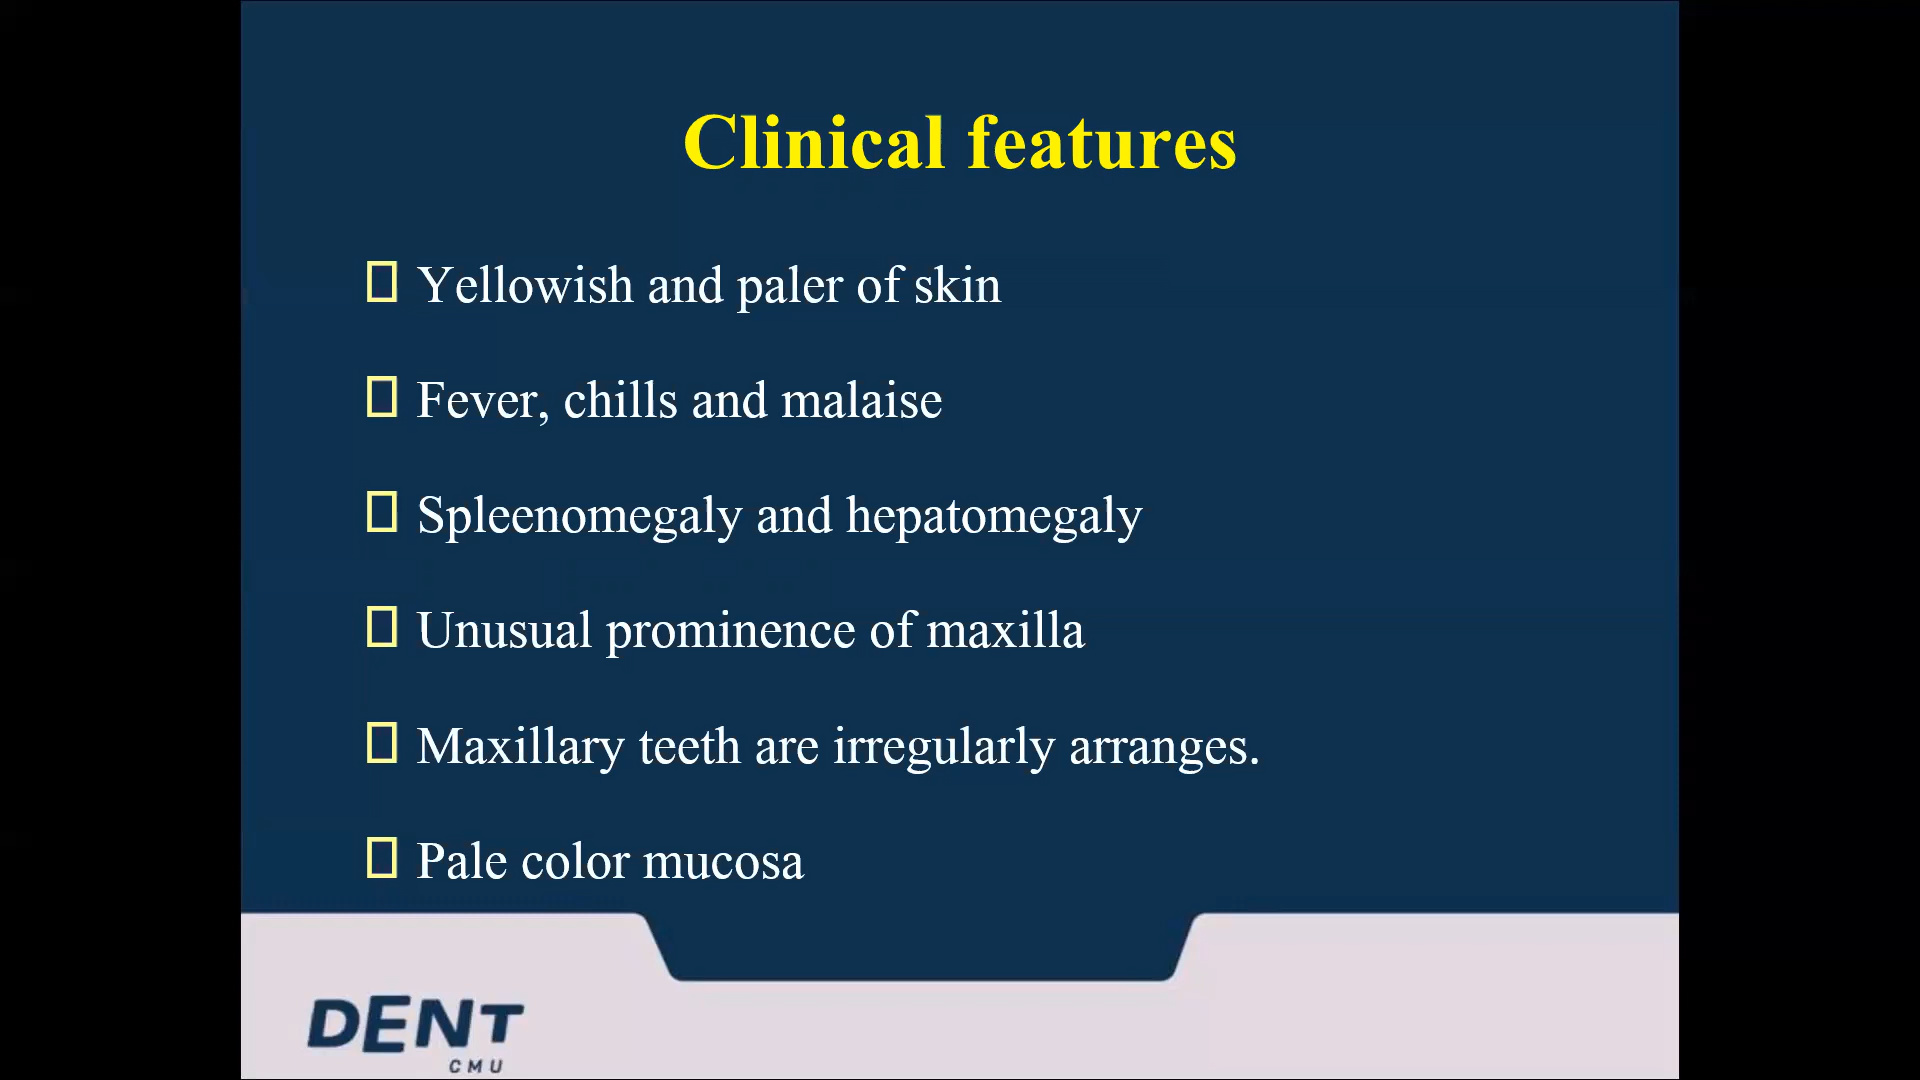 Clinical features
Yellowish and paler of skin
Fever, chills and malaise
Spleenomegaly and hepatomegaly
Unusual prominence of maxilla
Maxillary teeth are irregularly arranges.
Pale color mucosa
DENT
CMU